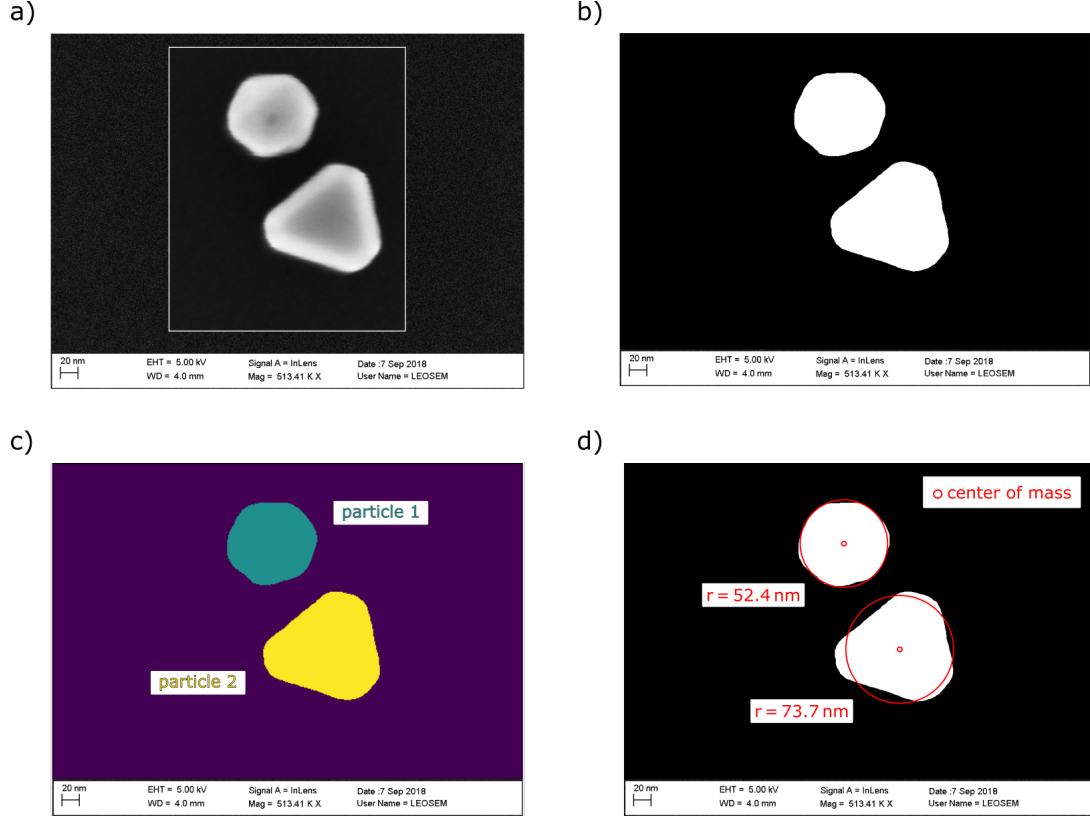 a)
20 nm
EHT = 5.00 kV
Signal A = InLens
Date :7 Sep 2018
WD = 4.0 mm
Mag = 513.41 K X
User Name = LEOSEM
b)
20 nm
EHT = 5.00 kV
Signal A = InLens
Date :7 Sep 2018
WD = 4.0 mm
Mag = 513.41 K X
User Name = LEOSEM
c)
particle 1
particle 2
20 nm
EHT = 5.00 kV
Signal A = InLens
Date :7 Sep 2018
WD = 4.0 mm
Mag = 513.41 K X
User Name = LEOSEM
d)
center of mass
r = 52.4 nm
r = 73.7 nm
20 nm
EHT = 5.00 kV
Signal A = InLens
Date :7 Sep 2018
WD = 4.0 mm
Mag = 513.41 K X
User Name = LEOSEM